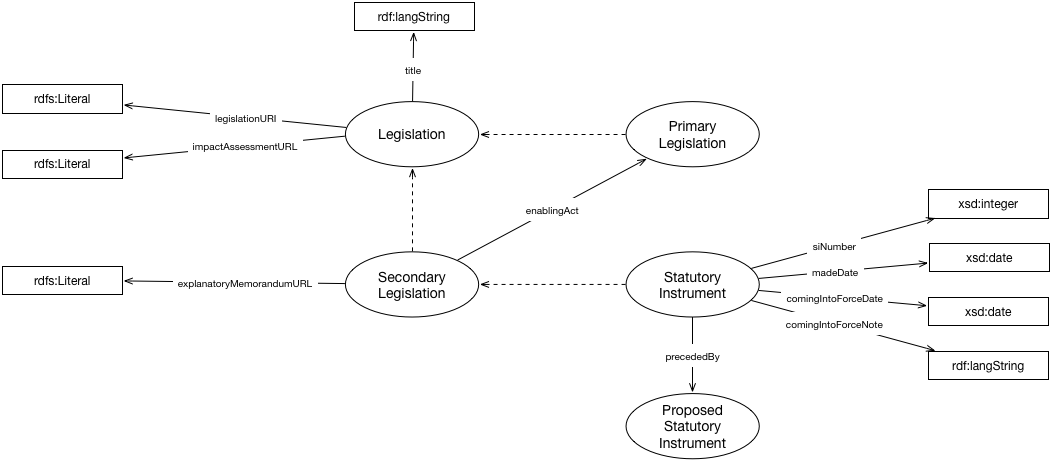 rdf:langString
title
rdfs:Literal
legislationURI
Legislation
Primary
Legislation
impactAssessmentURL
rdfs:Literal
enablingAct
xsd:integer
siNumber
xsd:date
madeDate
rdfs:Literal
explanatoryMemorandumURL
Secondary
Legislation
Statutory
Instrument
comingIntoForceDate
xsd:date
comingIntoForceNote
rdf:langString
precededBy
Proposed
Statutory
Instrument